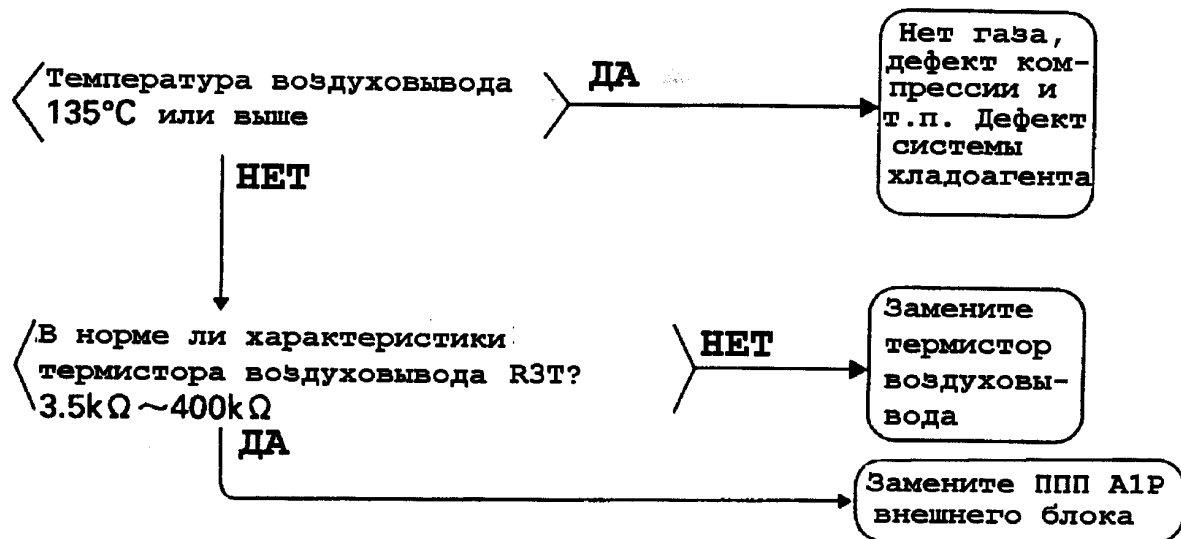 Температура воздуховывода
135°C или выше
ДА
Нет газа,
дефект ком-
прессии и
т.п. Дефект
системы
хладоагента
НЕТ
В норме ли характеристики
термистора воздуховывода R3T?
3.5kΩ～400kΩ
НЕТ
Замените
термистор
воздуховы-
вода
ДА
Замените ППП A1P
внешнего блока